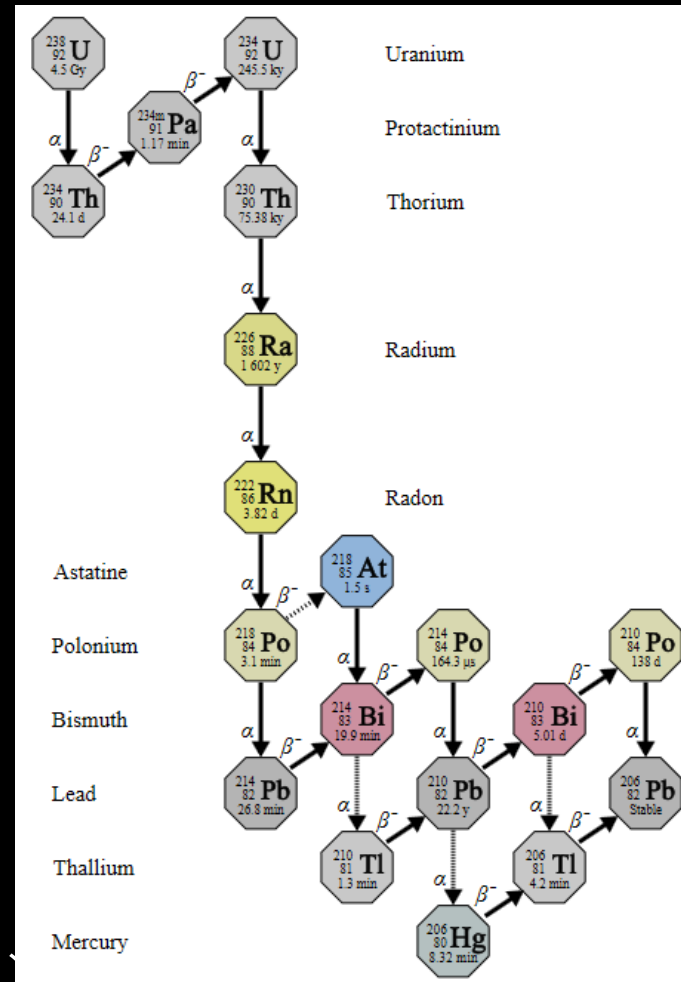 238 92 U 4.5 Gy
234 92 U 245.5 ky
Uranium
β⁻
234m 91 Pa 1.17 min
Protactinium
α
β⁻
α
234 90 Th 24.1 d
230 90 Th 75.38 ky
Thorium
α
226 88 Ra 1 602 y
Radium
α
222 86 Rn 3.82 d
Radon
Astatine
α
β⁻
218 85 At 1.5 s
Polonium
218 84 Po 3.1 min
α
β⁻
214 84 Po 164.3 µs
β⁻
210 84 Po 138 d
Bismuth
α
β⁻
214 83 Bi 19.9 min
α
β⁻
210 83 Bi 5.01 d
α
Lead
214 82 Pb 26.8 min
α
β⁻
210 82 Pb 22.2 y
α
β⁻
206 82 Pb Stable
Thallium
210 81 Tl 1.3 min
α
β⁻
206 81 Tl 4.2 min
Mercury
206 80 Hg 8.32 min